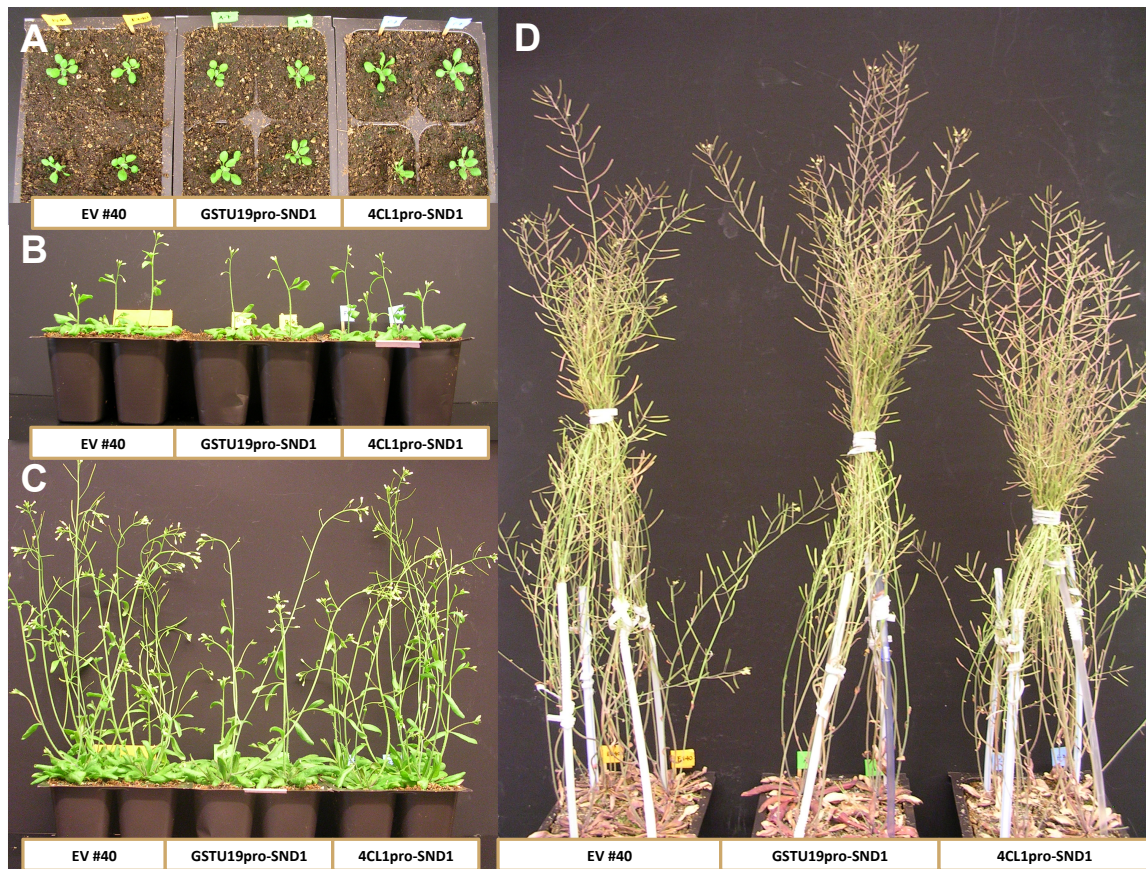 A
EV #40
GSTU19pro-SND1
4CL1pro-SND1
B
EV #40
GSTU19pro-SND1
4CL1pro-SND1
C
EV #40
GSTU19pro-SND1
4CL1pro-SND1
D
EV #40
GSTU19pro-SND1
4CL1pro-SND1